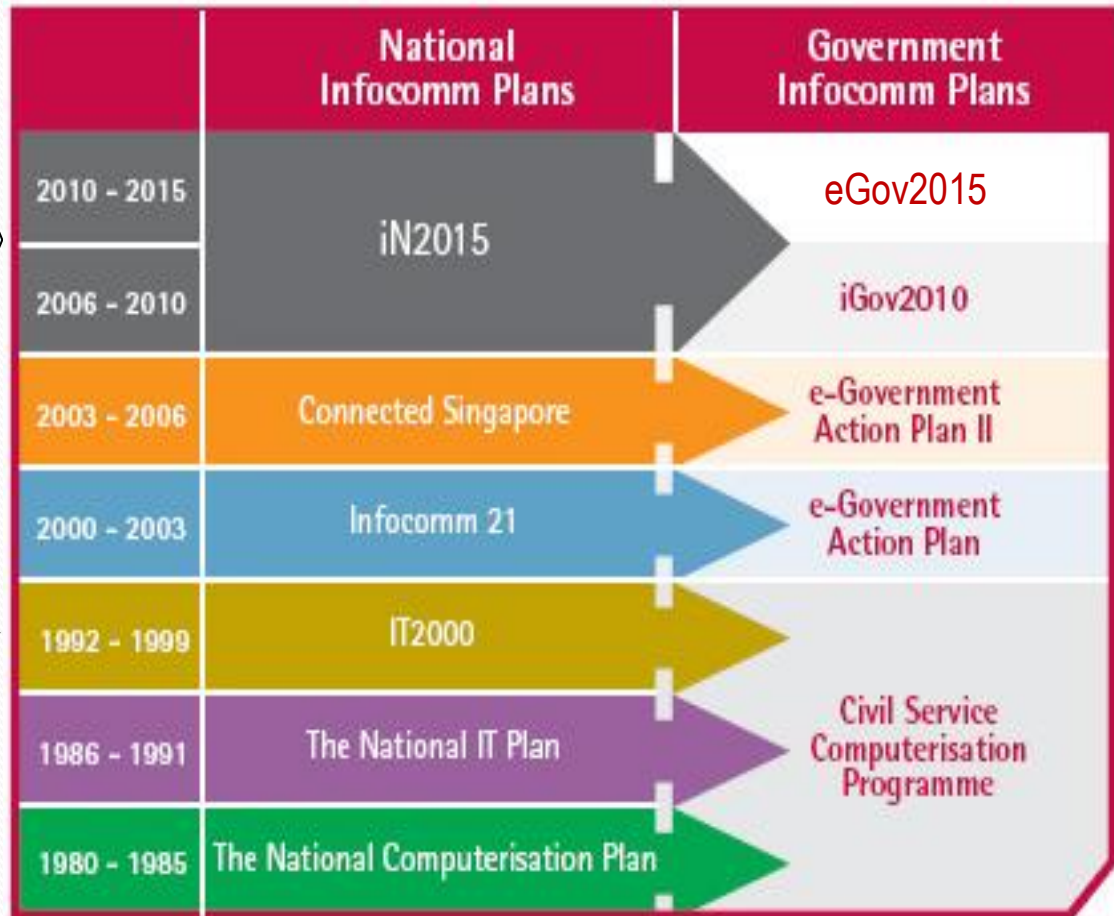 National
Infocomm Plans
Government
Infocomm Plans
2010 - 2015
eGov2015
iN2015
2006 - 2010
iGov2010
2003 - 2006
Connected Singapore
e-Government
Action Plan II
2000 - 2003
Infocomm 21
e-Government
Action Plan
1992 - 1999
IT2000
1986 - 1991
The National IT Plan
Civil Service
Computerisation
Programme
1980 - 1985
The National Computerisation Plan